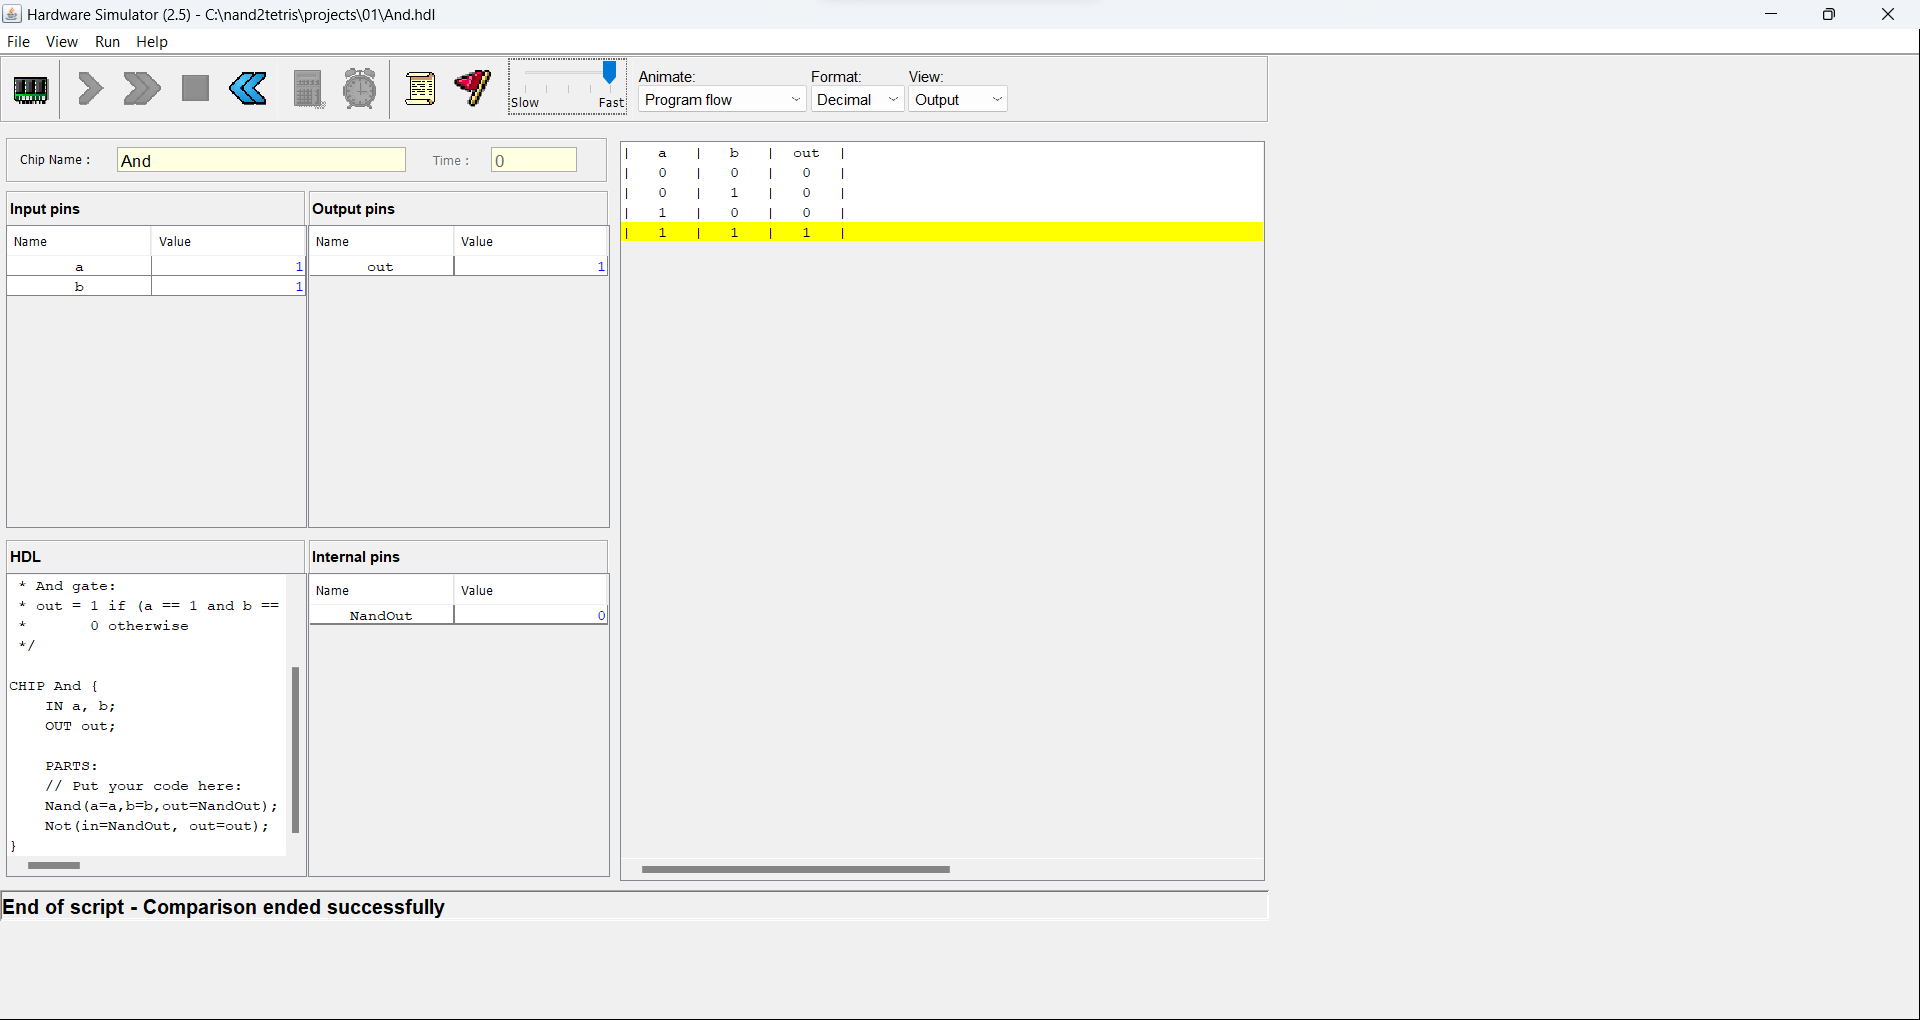 Hardware Simulator (2.5) - C:\nand2tetris\projects\01\And.hdl
File View Run Help
Slow Fast
Animate: Format: View:
Program flow Decimal Output
Chip Name : And Time : 0
Input pins
Name Value
a 1
b 1
Output pins
Name Value
out 1
HDL
* And gate:
* out = 1 if (a == 1 and b ==
* 0 otherwise
*/
CHIP And {
IN a, b;
OUT out;
PARTS:
// Put your code here:
Nand(a=a,b=b,out=NandOut);
Not(in=NandOut, out=out);
}
Internal pins
Name Value
NandOut 0
| a | b | out |
| 0 | 0 | 0 |
| 0 | 1 | 0 |
| 1 | 0 | 0 |
| 1 | 1 | 1 |
End of script - Comparison ended successfully